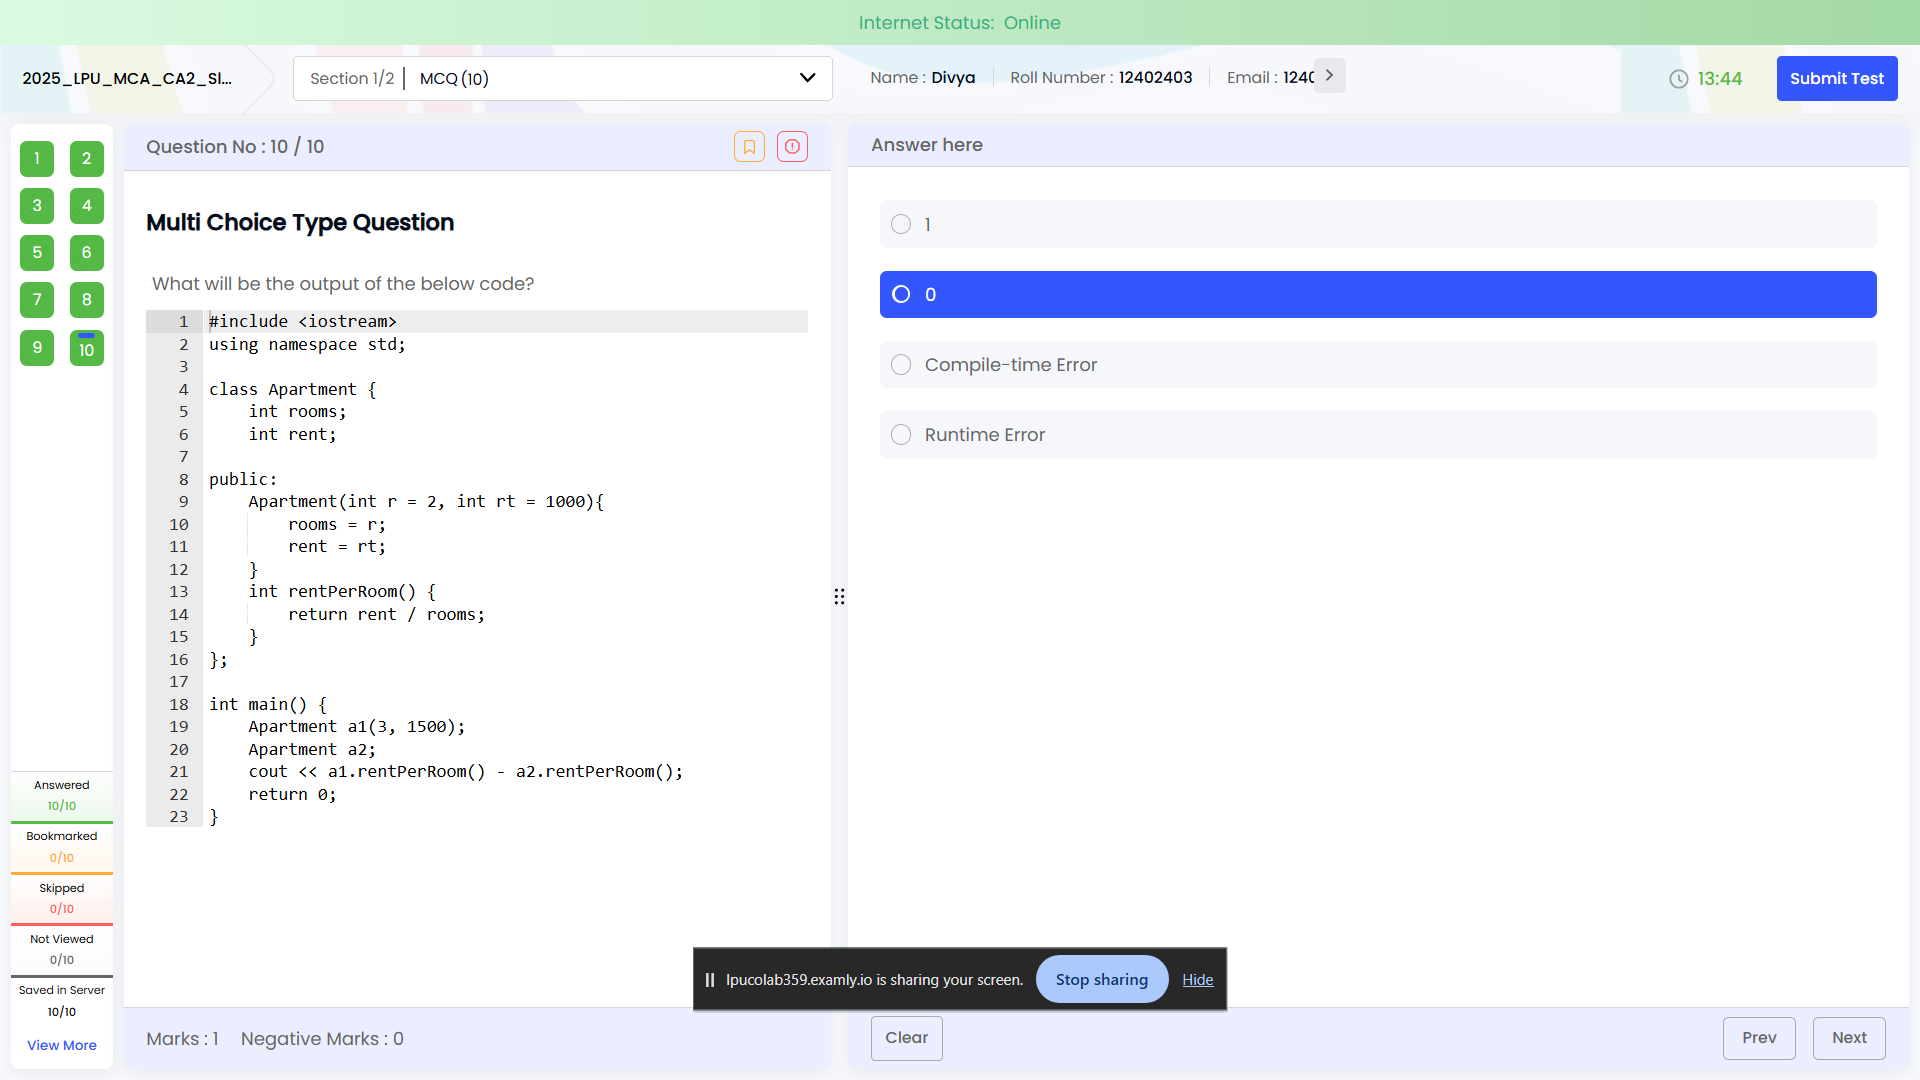 Internet Status: Online
2025_LPU_MCA_CA2_Sl...
Section 1/2 | MCQ (10)
Name : Divya
Roll Number : 12402403
Email : 1240
13:44
Submit Test
1 2
3 4
5 6
7 8
9 10
Answered
10/10
Bookmarked
0/10
Skipped
0/10
Not Viewed
0/10
Saved in Server
10/10
View More
Question No : 10 / 10
Multi Choice Type Question
What will be the output of the below code?
1 #include <iostream>
2 using namespace std;
3
4 class Apartment {
5     int rooms;
6     int rent;
7
8 public:
9     Apartment(int r = 2, int rt = 1000){
10         rooms = r;
11         rent = rt;
12     }
13     int rentPerRoom() {
14         return rent / rooms;
15     }
16 };
17
18 int main() {
19     Apartment a1(3, 1500);
20     Apartment a2;
21     cout << a1.rentPerRoom() - a2.rentPerRoom();
22     return 0;
23 }
Marks : 1 Negative Marks : 0
Answer here
1
0
Compile-time Error
Runtime Error
lpucolab359.examly.io is sharing your screen.
Stop sharing
Hide
Clear
Prev
Next